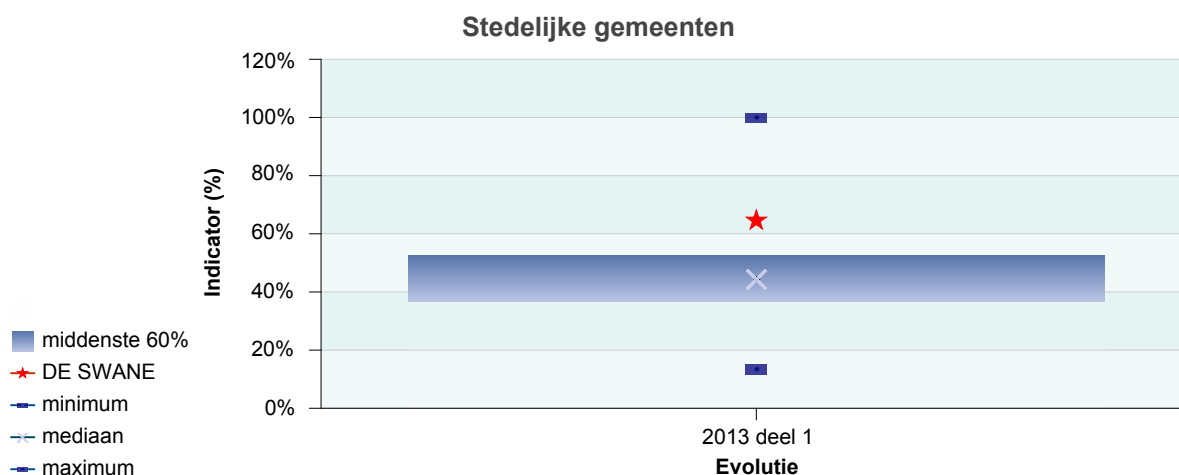 Stedelijke gemeenten
120%
100%
80%
60%
40%
20%
0%
Indicator (%)
2013 deel 1
Evolutie
middenste 60%
DE SWANE
minimum
mediaan
maximum